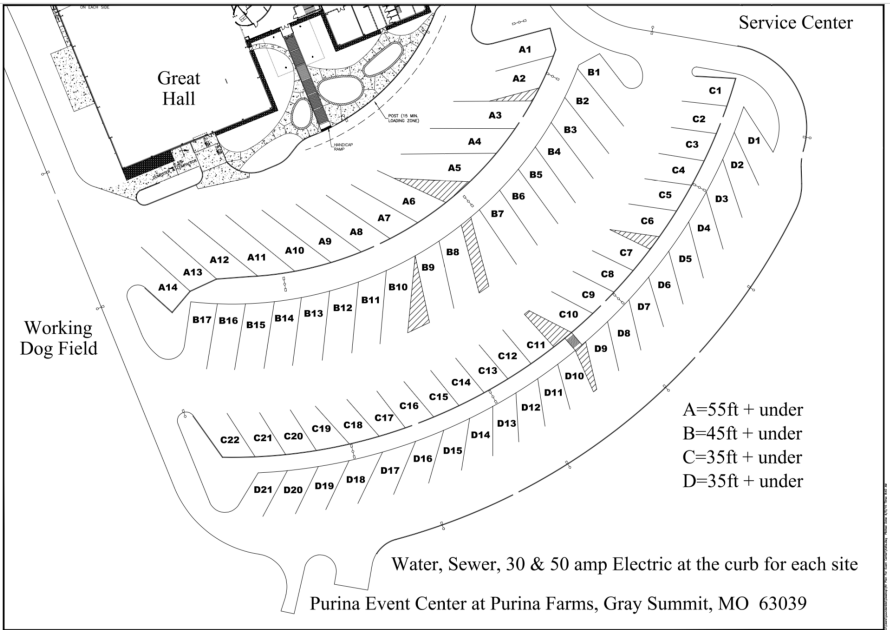 ON EACH SIDE
Service Center
Great
Hall
POST (15 MIN.
LOADING ZONE)
HANDICAP
RAMP
A1
A2
A3
A4
A5
A6
A7
A8
A9
A10
A11
A12
A13
A14
B1
B2
B3
B4
B5
B6
B7
B8
B9
B10
B11
B12
B13
B14
B15
B16
B17
C1
C2
C3
C4
C5
C6
C7
C8
C9
C10
C11
C12
C13
C14
C15
C16
C17
C18
C19
C20
C21
C22
D1
D2
D3
D4
D5
D6
D7
D8
D9
D10
D11
D12
D13
D14
D15
D16
D17
D18
D19
D20
D21
Working
Dog Field
A=55ft + under
B=45ft + under
C=35ft + under
D=35ft + under
Water, Sewer, 30 & 50 amp Electric at the curb for each site
Purina Event Center at Purina Farms, Gray Summit, MO 63039